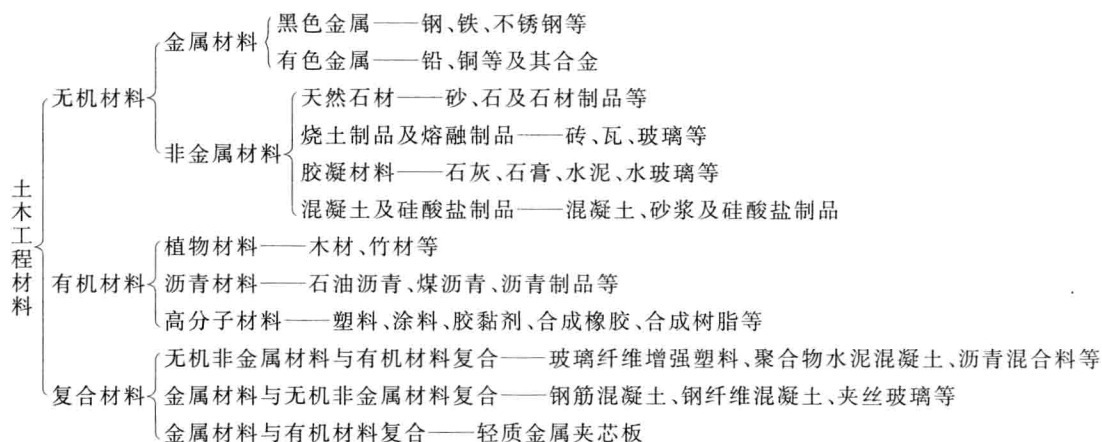 土木工程材料
无机材料
金属材料
黑色金属——钢、铁、不锈钢等
有色金属——铅、铜等及其合金
非金属材料
天然石材——砂、石及石材制品等
烧土制品及熔融制品——砖、瓦、玻璃等
胶凝材料——石灰、石膏、水泥、水玻璃等
混凝土及硅酸盐制品——混凝土、砂浆及硅酸盐制品
有机材料
植物材料——木材、竹材等
沥青材料——石油沥青、煤沥青、沥青制品等
高分子材料——塑料、涂料、胶黏剂、合成橡胶、合成树脂等
复合材料
无机非金属材料与有机材料复合——玻璃纤维增强塑料、聚合物水泥混凝土、沥青混合料等
金属材料与无机非金属材料复合——钢筋混凝土、钢纤维混凝土、夹丝玻璃等
金属材料与有机材料复合——轻质金属夹芯板